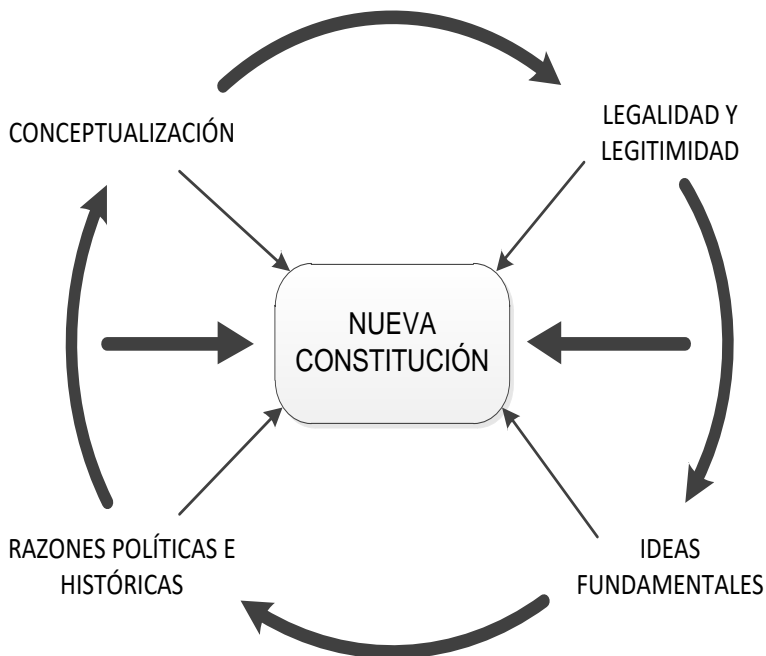 CONCEPTUALIZACIÓN
LEGALIDAD Y
LEGITIMIDAD
NUEVA
CONSTITUCIÓN
RAZONES POLÍTICAS E
HISTÓRICAS
IDEAS
FUNDAMENTALES